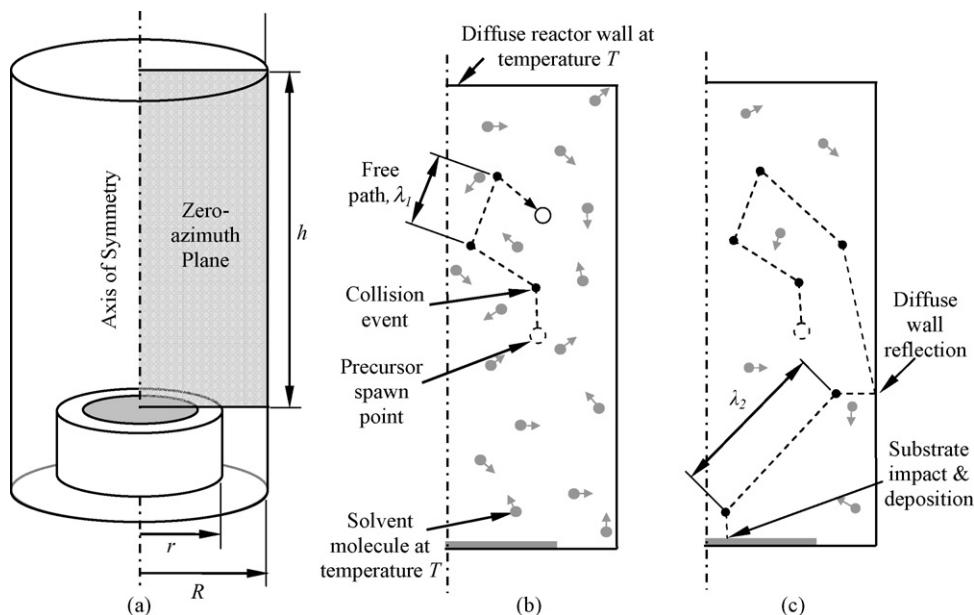 Axis of Symmetry
Zero-
azimuth
Plane
h
r
R
(a)
Diffuse reactor wall at
temperature T
Free
path, λ1
Collision
event
Precursor
spawn
point
Solvent
molecule at
temperature T
(b)
Diffuse
wall
reflection
λ2
Substrate
impact &
deposition
(c)